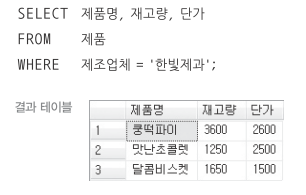 SELECT 제품명, 재고량, 단가
FROM 제품
WHERE 제조업체 = '한빛제과';
결과 테이블
제품명 재고량 단가
1 쿵떡파이 3600 2600
2 맛난초콜렛 1250 2500
3 달콤비스켓 1650 1500